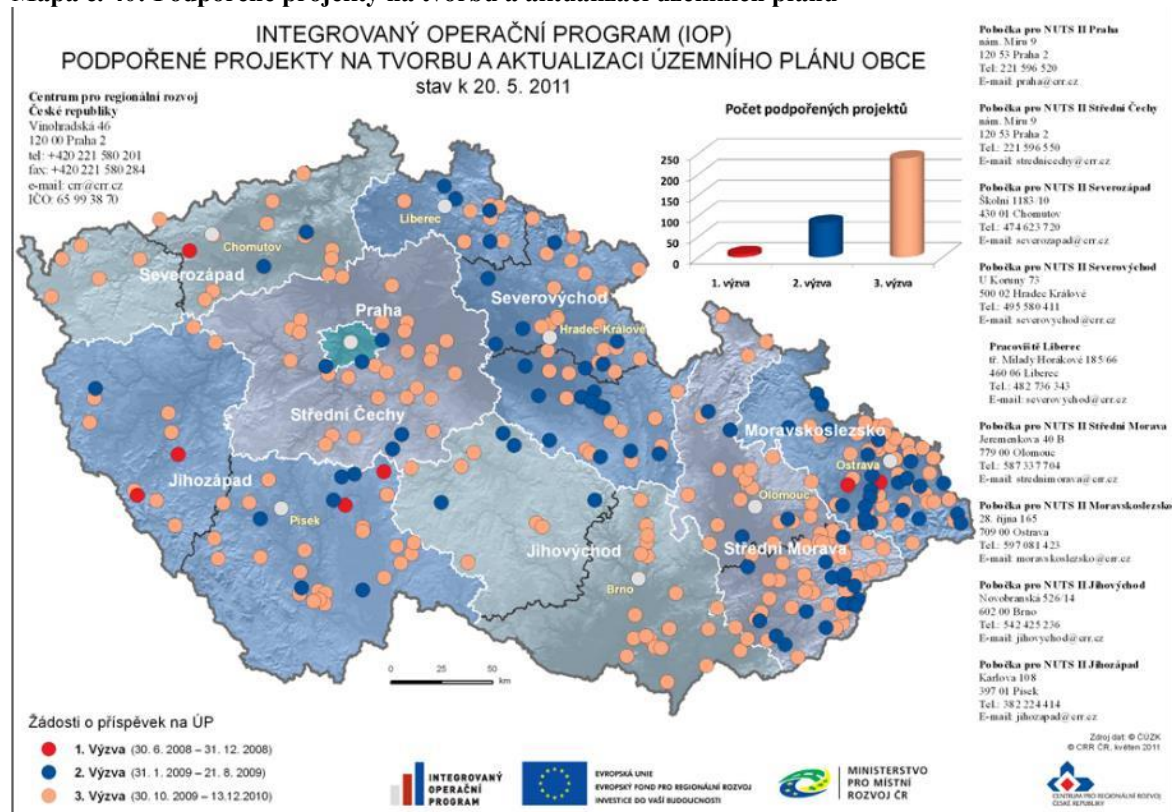 Mapa č. 40: Podpořené projekty na tvorbu a aktualizaci územních plánů
INTEGROVANÝ OPERAČNÍ PROGRAM (IOP)
PODPOŘENÉ PROJEKTY NA TVORBU A AKTUALIZACI ÚZEMNÍHO PLÁNU OBCE
stav k 20. 5. 2011
Centrum pro regionální rozvoj
České republiky
Vinohradská 46
120 00 Praha 2
tel: +420 221 580 201
fax: +420 221 580 284
e-mail: crr@crr.cz
IČO: 65 99 38 70
Počet podpořených projektů
250
200
150
100
50
0
1. výzva
2. výzva
3. výzva
Liberec
Chomutov
Severozápad
Praha
Severovýchod
Hradec Králové
Střední Čechy
Moravskoslezsko
Ostrava
Jihozápad
Písek
Olomouc
Jihovýchod
Střední Morava
Brno
0 25 50
km
Pobočka pro NUTS II Praha
nám. Míru 9
120 53 Praha 2
Tel: 221 596 520
E-mail: praha@crr.cz
Pobočka pro NUTS II Střední Čechy
nám. Míru 9
120 53 Praha 2
Tel.: 221 596 550
E-mail: strednicechy@crr.cz
Pobočka pro NUTS II Severozápad
Školní 1183/10
430 01 Chomutov
Tel.: 474 623 720
E-mail: severozapad@crr.cz
Pobočka pro NUTS II Severovýchod
U Koruny 73
500 02 Hradec Králové
Tel.: 495 580 411
E-mail: severovychod@crr.cz
Pracoviště Liberec
tř. Milady Horákové 185/66
460 06 Liberec
Tel.: 482 736 343
E-mail: severovychod@crr.cz
Pobočka pro NUTS II Střední Morava
Jeremenkova 40 B
779 00 Olomouc
Tel.: 587 337 704
E-mail: strednimorava@crr.cz
Pobočka pro NUTS II Moravskoslezsko
28. října 165
709 00 Ostrava
Tel.: 597 081 423
E-mail: moravskoslezsko@crr.cz
Pobočka pro NUTS II Jihovýchod
Novobranská 526/14
602 00 Brno
Tel.: 542 425 236
E-mail: jihovychod@crr.cz
Pobočka pro NUTS II Jihozápad
Karlova 108
397 01 Písek
Tel.: 382 224 414
E-mail: jihozapad@crr.cz
Žádosti o příspěvek na ÚP
1. Výzva (30. 6. 2008 – 31. 12. 2008)
2. Výzva (31. 1. 2009 – 21. 8. 2009)
3. Výzva (30. 10. 2009 – 13.12.2010)
Zdroj dat: © ČÚZK
© CRR ČR, květen 2011
INTEGROVANÝ
OPERAČNÍ
PROGRAM
EVROPSKÁ UNIE
EVROPSKÝ FOND PRO REGIONÁLNÍ ROZVOJ
INVESTICE DO VAŠÍ BUDOUCNOSTI
MINISTERSTVO
PRO MÍSTNÍ
ROZVOJ ČR
CENTRUM PRO REGIONÁLNÍ ROZVOJ
ČESKÉ REPUBLIKY